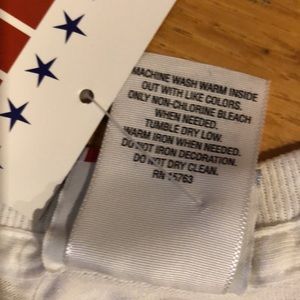 MACHINE WASH WARM INSIDE
OUT WITH LIKE COLORS.
ONLY NON-CHLORINE BLEACH
WHEN NEEDED.
TUMBLE DRY LOW.
WARM IRON WHEN NEEDED.
DO NOT IRON DECORATION.
DO NOT DRY CLEAN.
RN 15763